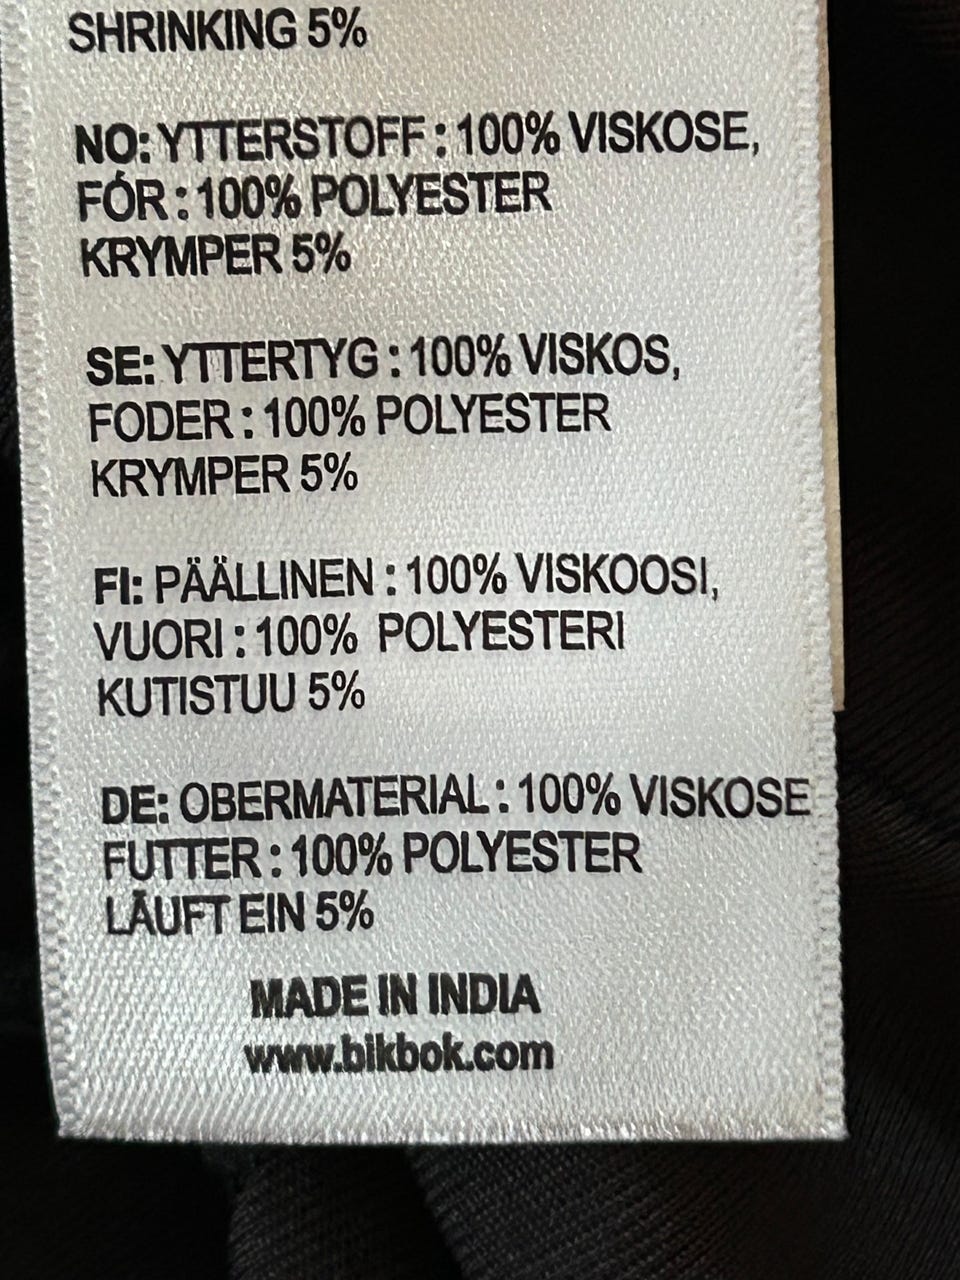 SHRINKING 5%
NO: YTTERSTOFF : 100% VISKOSE,
FÓR : 100% POLYESTER
KRYMPER 5%
SE: YTTERTYG : 100% VISKOS,
FODER : 100% POLYESTER
KRYMPER 5%
FI: PÄÄLLINEN : 100% VISKOOSI,
VUORI : 100% POLYESTERI
KUTISTUU 5%
DE: OBERMATERIAL : 100% VISKOSE
FUTTER : 100% POLYESTER
LÄUFT EIN 5%
MADE IN INDIA
www.bikbok.com